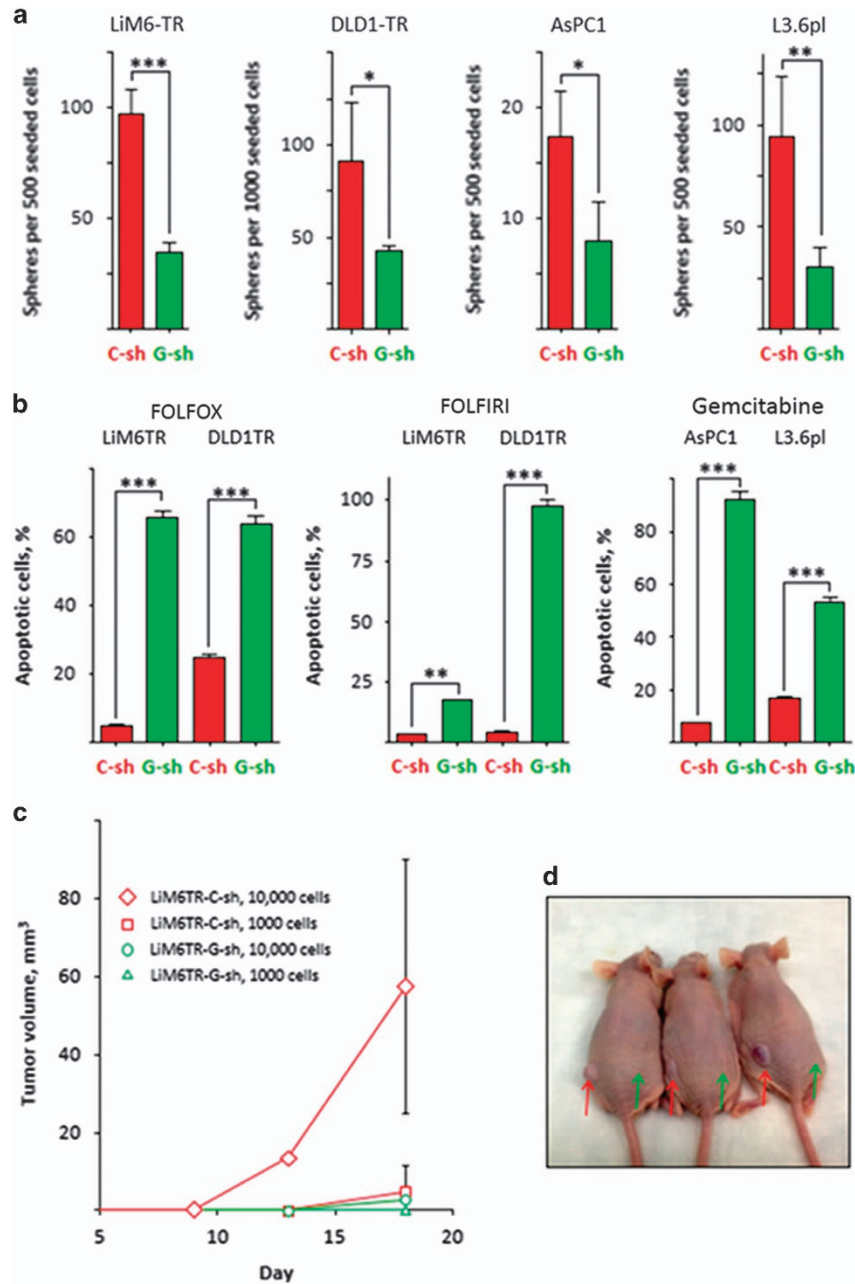 a
LiM6-TR DLD1-TR AsPC1 L3.6pl
Spheres per 500 seeded cells
100
50
***
C-sh G-sh
Spheres per 1000 seeded cells
100
50
*
C-sh G-sh
Spheres per 500 seeded cells
20
10
*
C-sh G-sh
Spheres per 500 seeded cells
100
50
**
C-sh G-sh
b
FOLFOX
LiM6TR DLD1TR
Apoptotic cells, %
60
40
20
*** ***
C-sh G-sh C-sh G-sh
FOLFIRI
LiM6TR DLD1TR
Apoptotic cells, %
100
75
50
25
** ***
C-sh G-sh C-sh G-sh
Gemcitabine
AsPC1 L3.6pl
Apoptotic cells, %
80
60
40
20
*** ***
C-sh G-sh C-sh G-sh
c
Tumor volume, mm³
80
60
40
20
LiM6TR-C-sh, 10,000 cells
LiM6TR-C-sh, 1000 cells
LiM6TR-G-sh, 10,000 cells
LiM6TR-G-sh, 1000 cells
5 10 15 20
Day
d